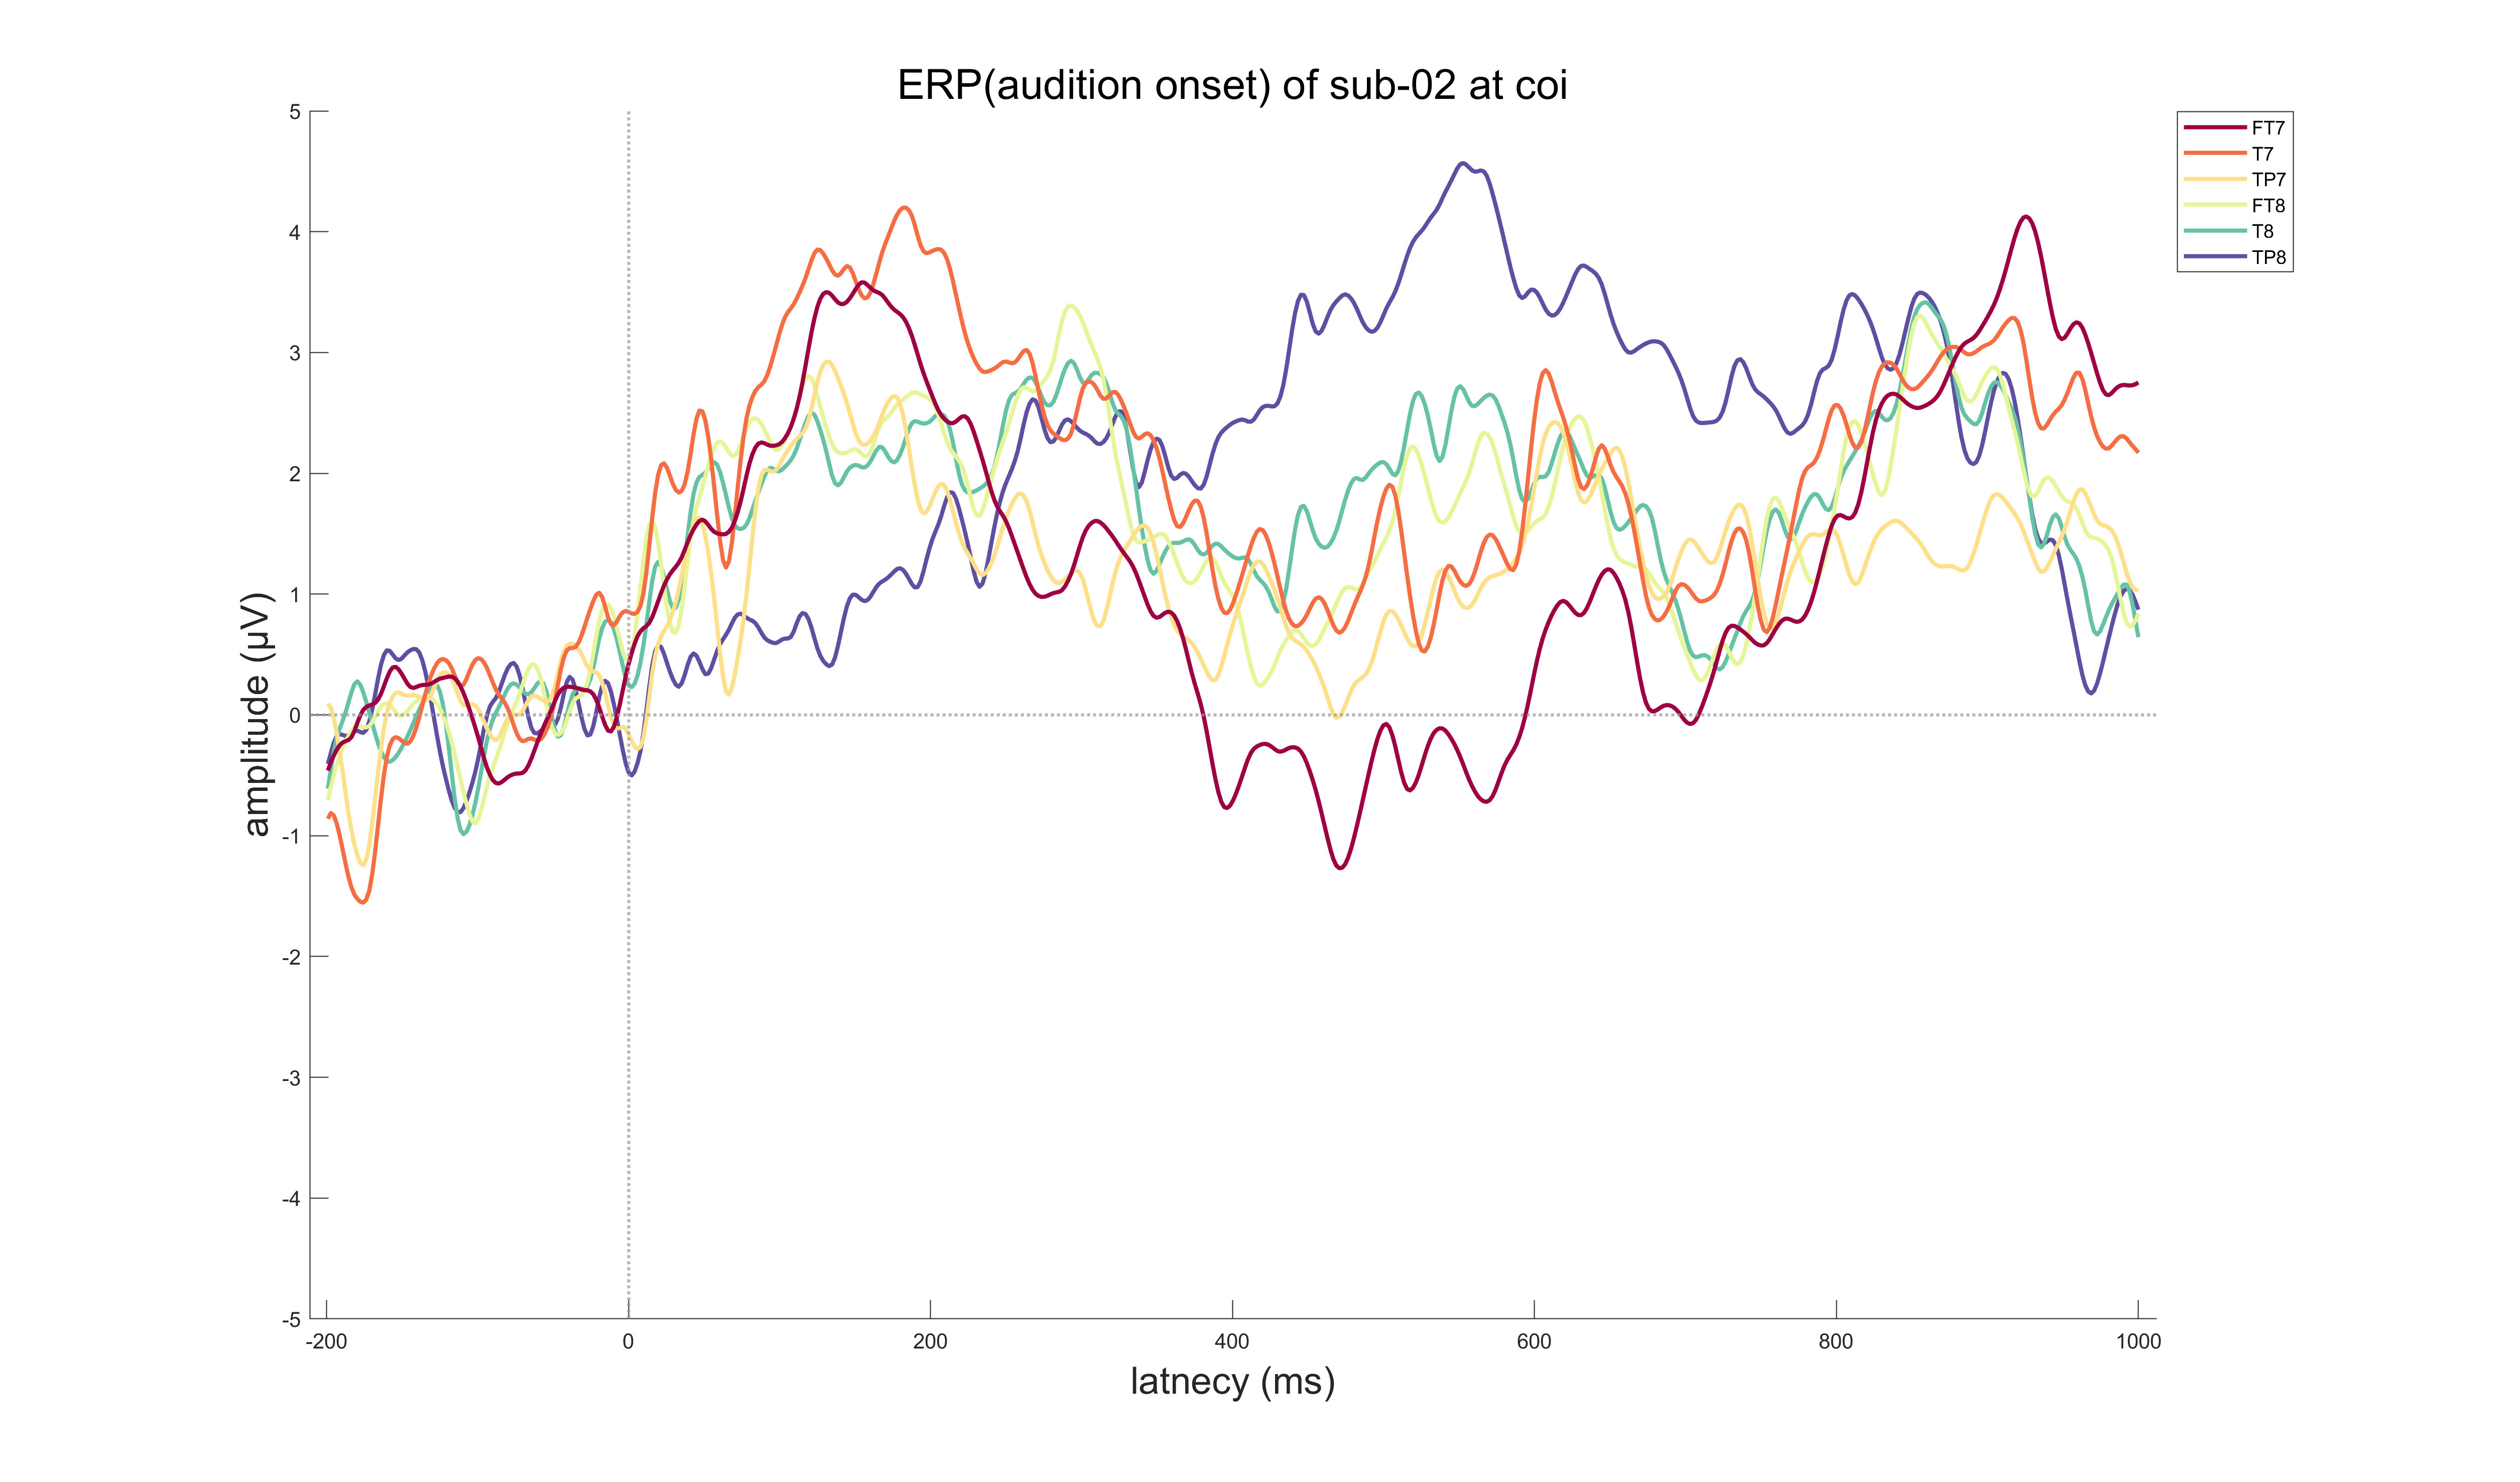 ERP(audition onset) of sub-02 at coi
5
4
3
2
1
0
-1
-2
-3
-4
-5
amplitude (µV)
-200 0 200 400 600 800 1000
latnecy (ms)
FT7
T7
TP7
FT8
T8
TP8